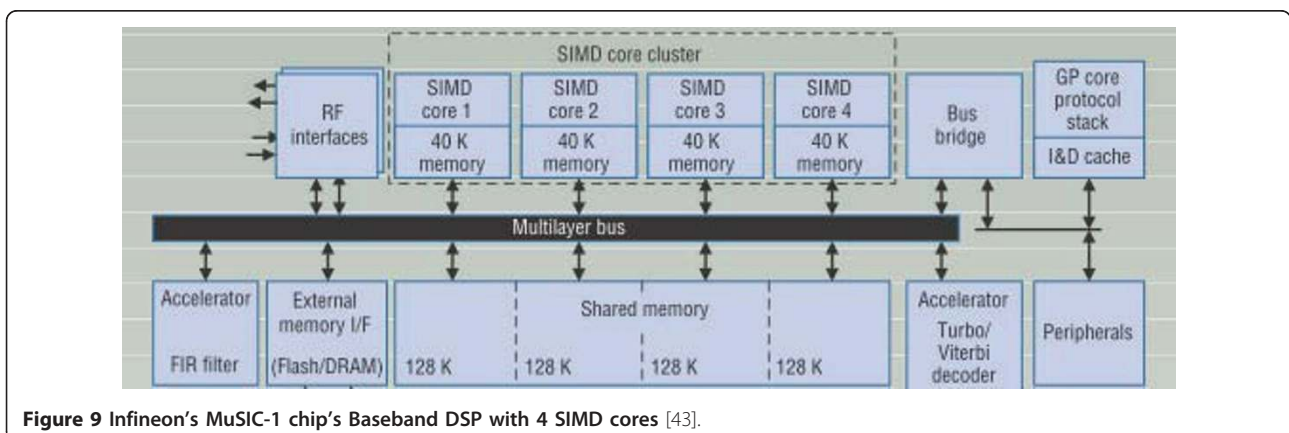 SIMD core cluster
RF
interfaces
SIMD
core 1
40 K
memory
SIMD
core 2
40 K
memory
SIMD
core 3
40 K
memory
SIMD
core 4
40 K
memory
Bus
bridge
GP core
protocol
stack
I&D cache
Multilayer bus
Accelerator
FIR filter
External
memory I/F
(Flash/DRAM)
Shared memory
128 K
128 K
128 K
128 K
Accelerator
Turbo/
Viterbi
decoder
Peripherals
Figure 9 Infineon's MuSIC-1 chip's Baseband DSP with 4 SIMD cores [43].